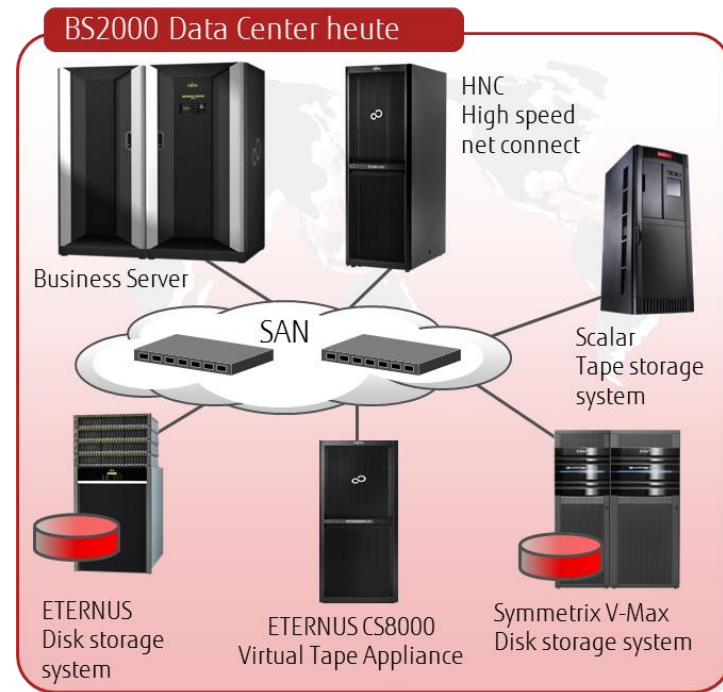 BS2000 Data Center heute
HNC
High speed
net connect
Business Server
SAN
Scalar
Tape storage
system
ETERNUS
Disk storage
system
ETERNUS CS8000
Virtual Tape Appliance
Symmetrix V-Max
Disk storage system